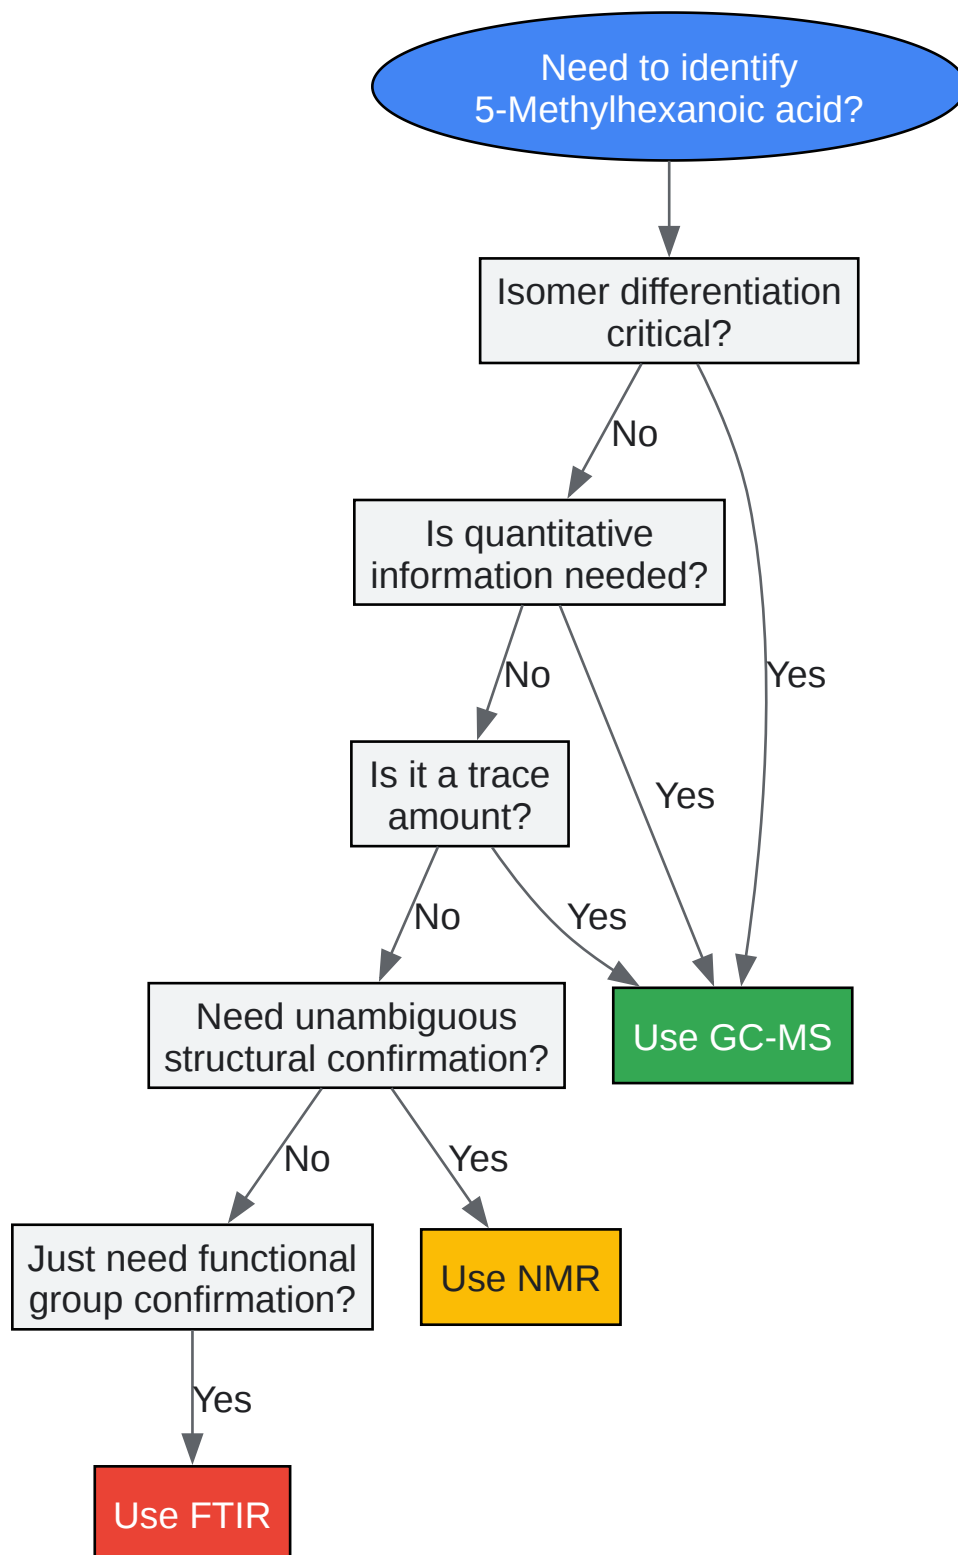 Need to identify
5-Methylhexanoic acid?
Isomer differentiation
critical?
No
Is quantitative
information needed?
Yes
No
Is it a trace
amount?
Yes
No
Yes
Need unambiguous
structural confirmation?
Use GC-MS
No
Yes
Just need functional
group confirmation?
Use NMR
Yes
Use FTIR